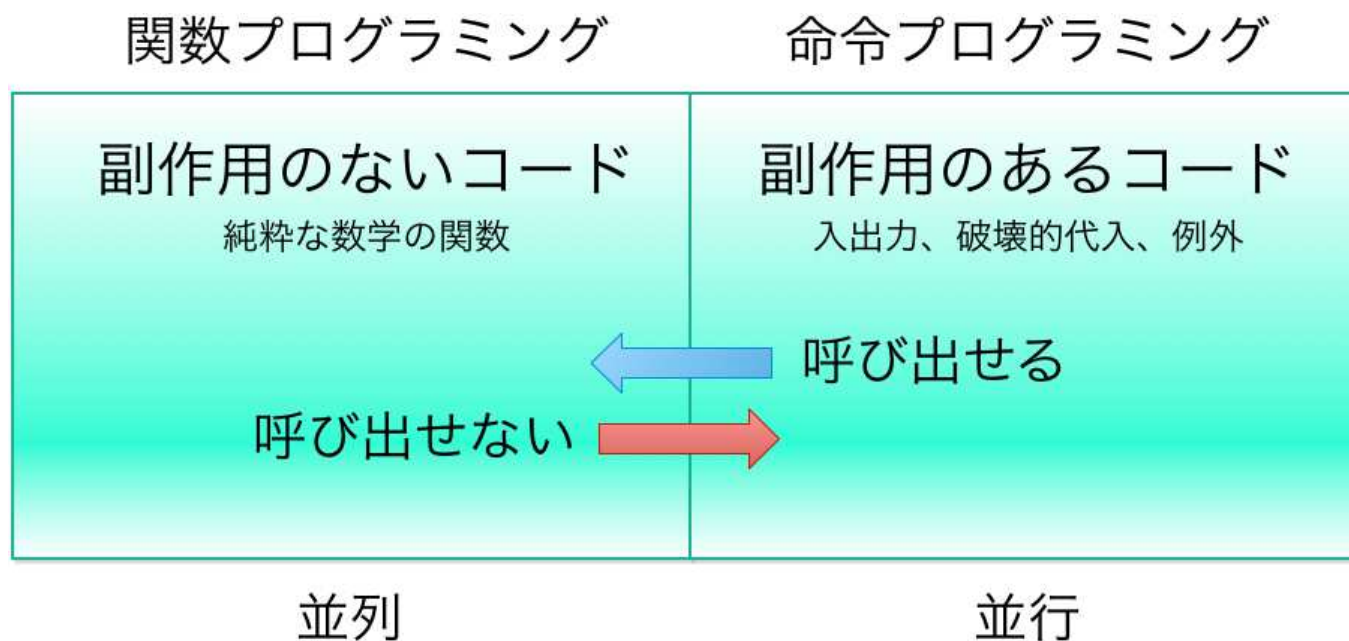 関数プログラミング
命令プログラミング
副作用のないコード
純粋な数学の関数
副作用のあるコード
入出力、破壊的代入、例外
呼び出せる
呼び出せない
並列
並行